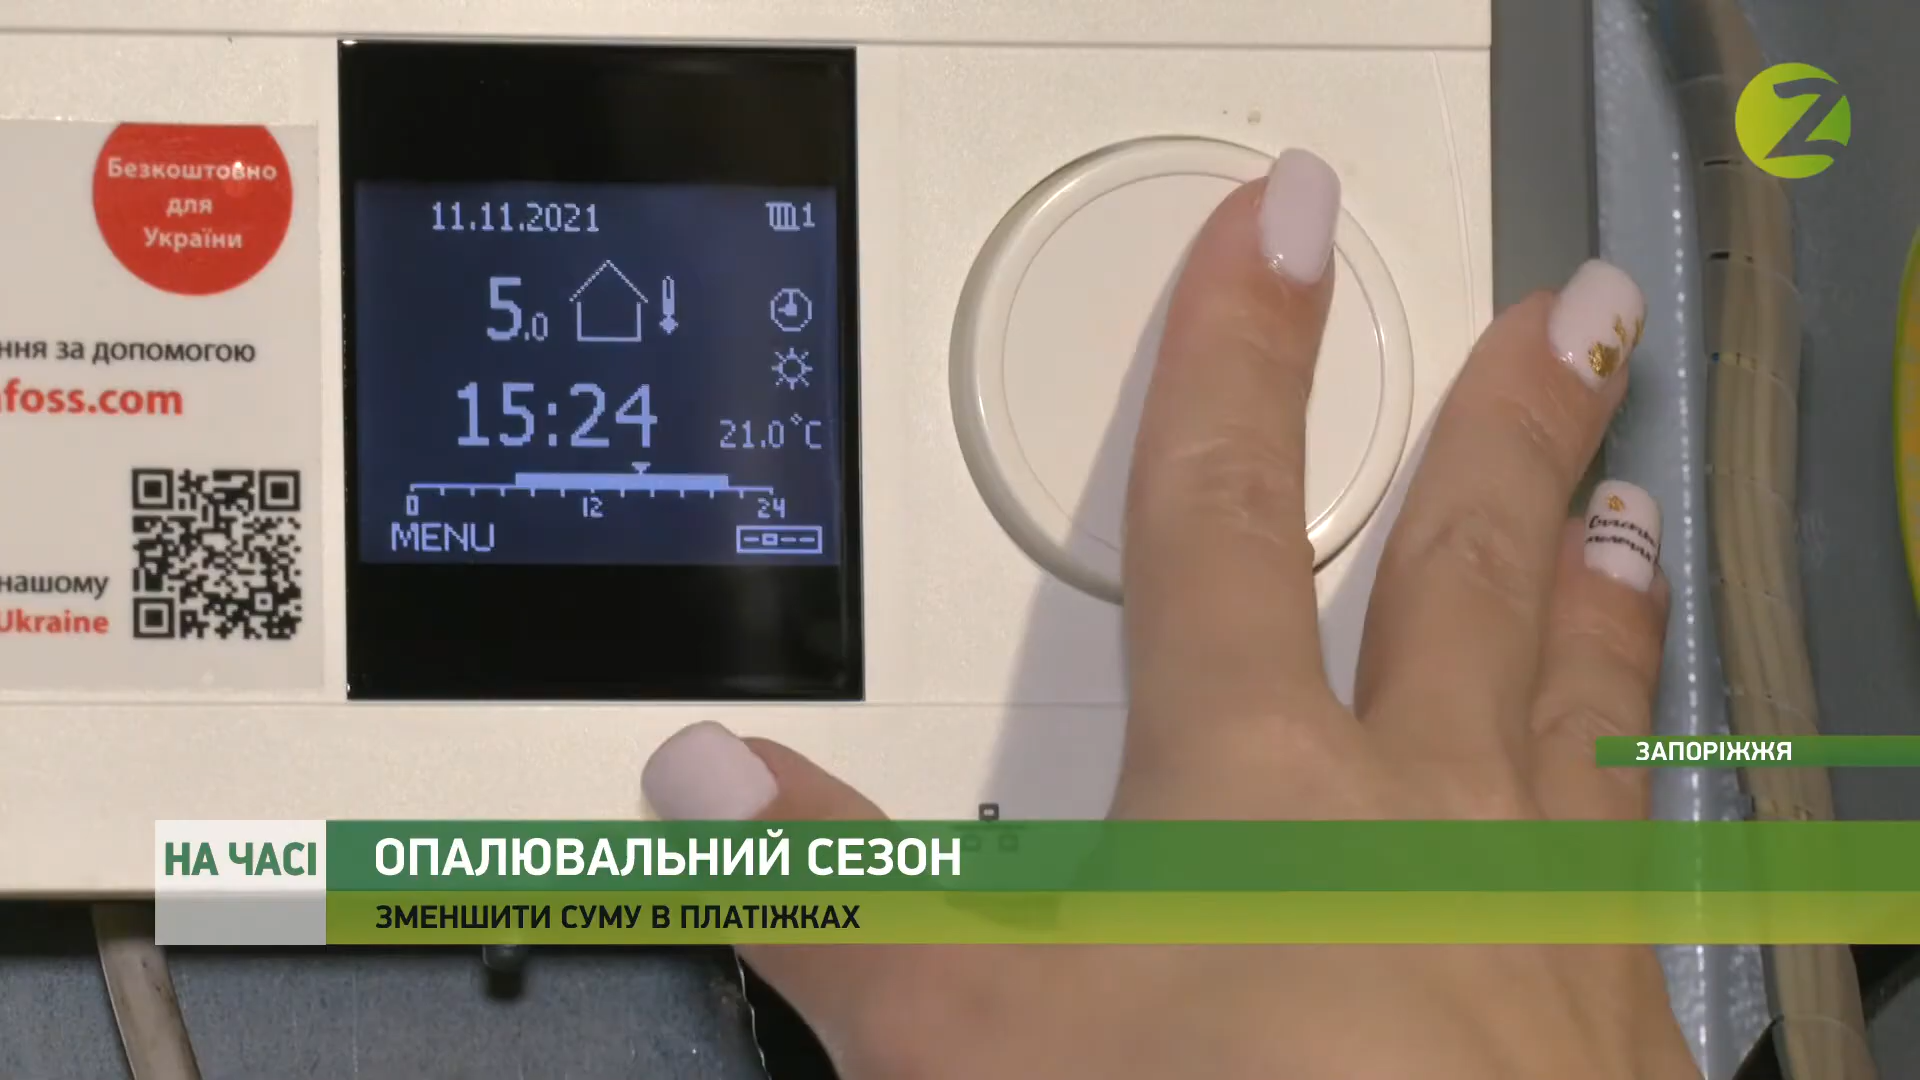 Безкоштовно
для
України
ння за допомогою
foss.com
нашому
Ukraine
11.11.2021
1
5.0
15:24
21.0°C
0 12 24
MENU
Z
ЗАПОРІЖЖЯ
НА ЧАСІ
ОПАЛЮВАЛЬНИЙ СЕЗОН
ЗМЕНШИТИ СУМУ В ПЛАТІЖКАХ